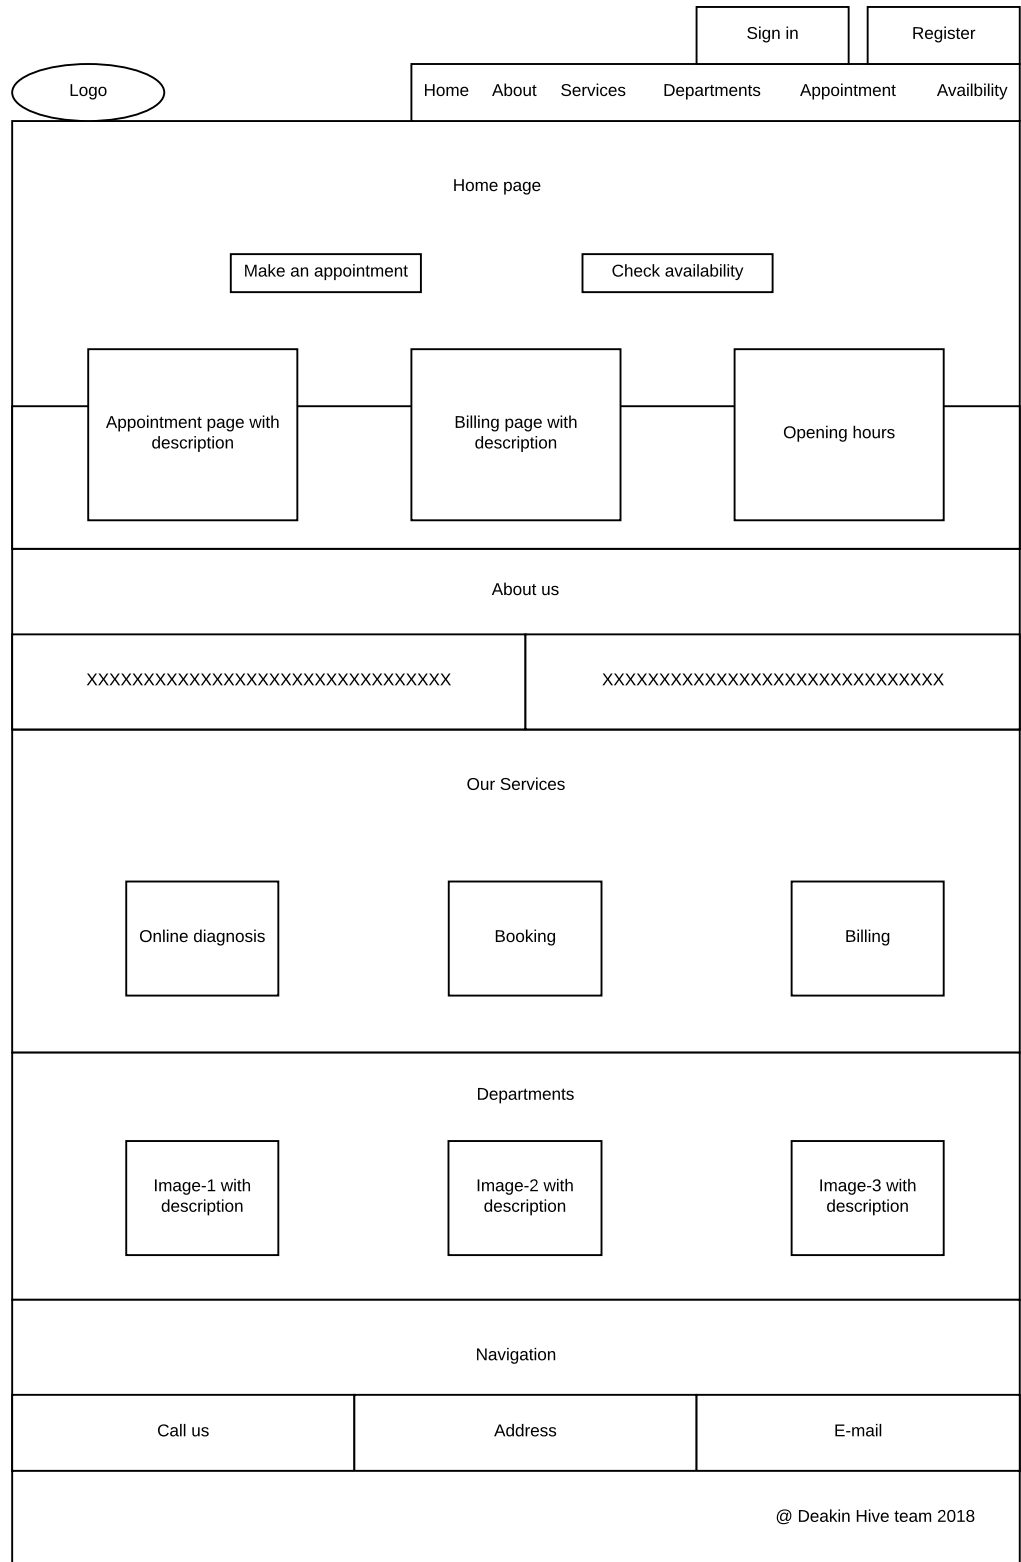 Sign in
Register
Logo
Home About Services Departments Appointment Availbility
Home page
Make an appointment
Check availability
Appointment page with
description
Billing page with
description
Opening hours
About us
XXXXXXXXXXXXXXXXXXXXXXXXXXXXXXXX
XXXXXXXXXXXXXXXXXXXXXXXXXXXXXX
Our Services
Online diagnosis
Booking
Billing
Departments
Image-1 with
description
Image-2 with
description
Image-3 with
description
Navigation
Call us
Address
E-mail
@ Deakin Hive team 2018